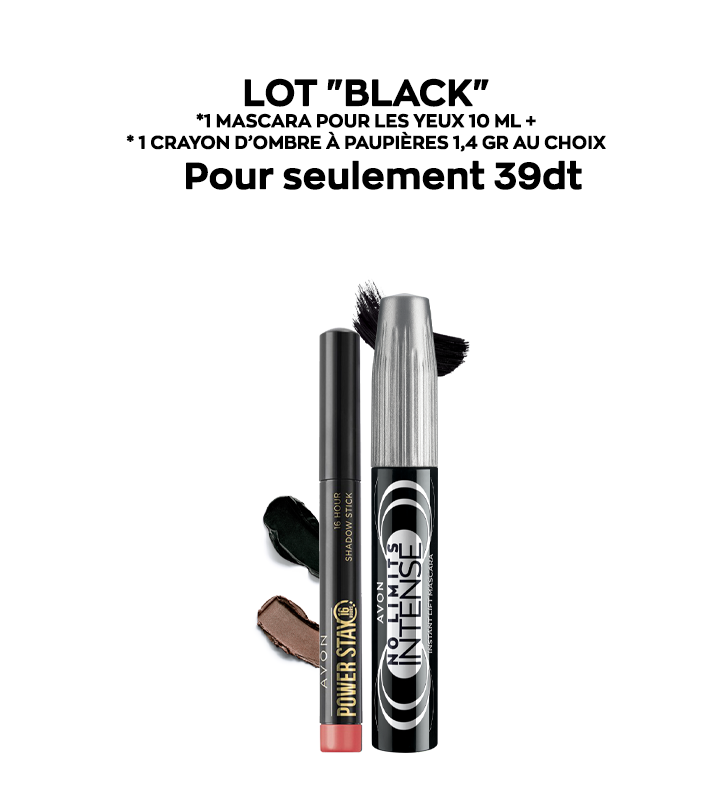 LOT "BLACK"
*1 MASCARA POUR LES YEUX 10 ML +
* 1 CRAYON D'OMBRE À PAUPIÈRES 1,4 GR AU CHOIX
Pour seulement 39dt
AVON
POWER STAY 16
16 HOUR
SHADOW STICK
AVON
NO LIMITS
INTENSE
INSTANT LIFT MASCARA